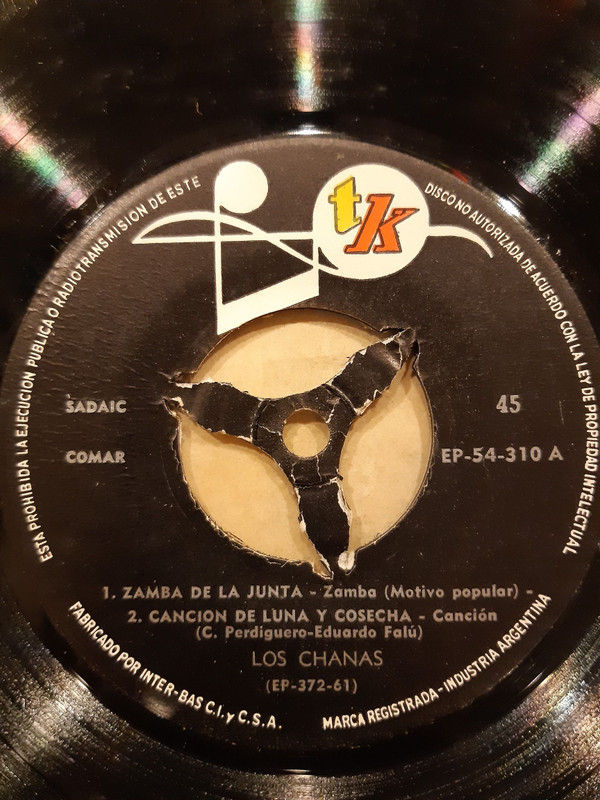 ESTA PROHIBIDA LA EJECUCION PUBLICA O RADIOTRANSMISION DE ESTE
DISCO NO AUTORIZADA DE ACUERDO CON LA LEY DE PROPIEDAD INTELECTUAL
tk
SADAIC
45
COMAR
EP-54-310 A
1. ZAMBA DE LA JUNTA - Zamba (Motivo popular) -
2. CANCION DE LUNA Y COSECHA - Canción
(C. Perdiguero-Eduardo Falú)
LOS CHANAS
(EP-372-61)
FABRICADO POR INTER-BAS C.I. y C.S.A.
MARCA REGISTRADA - INDUSTRIA ARGENTINA